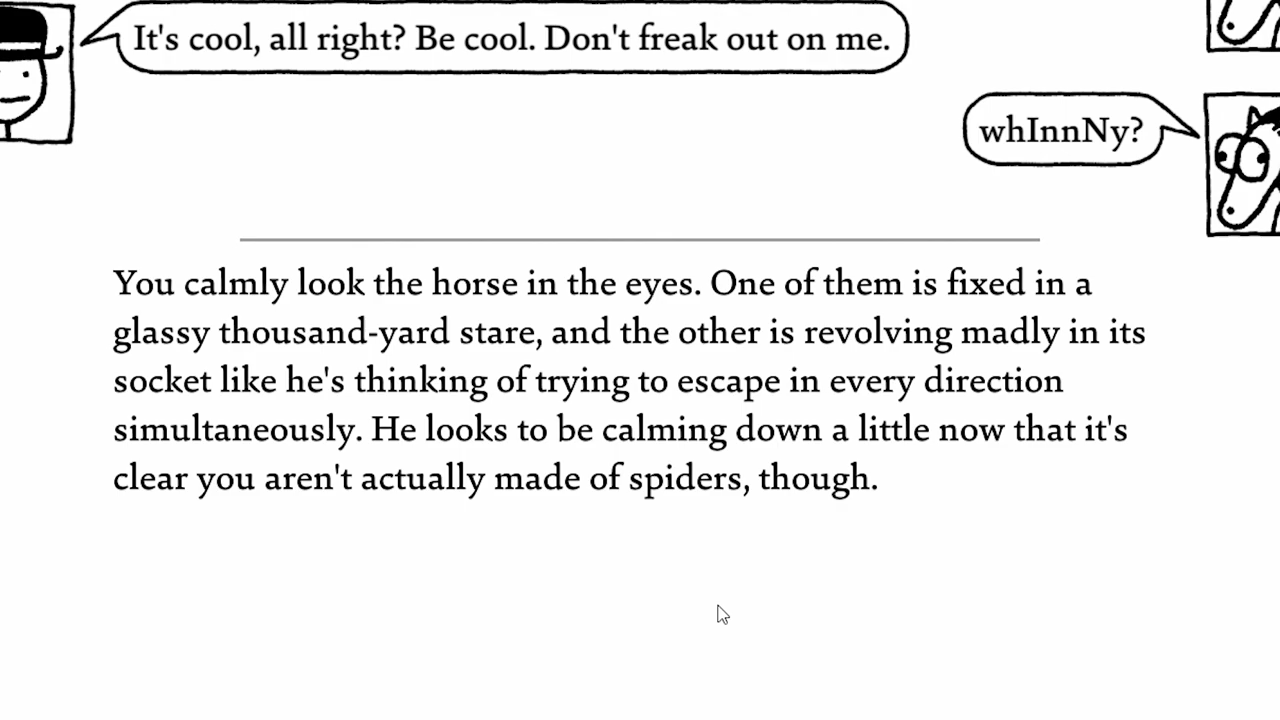 It's cool, all right? Be cool. Don't freak out on me.
whInnNy?
You calmly look the horse in the eyes. One of them is fixed in a
glassy thousand-yard stare, and the other is revolving madly in its
socket like he's thinking of trying to escape in every direction
simultaneously. He looks to be calming down a little now that it's
clear you aren't actually made of spiders, though.